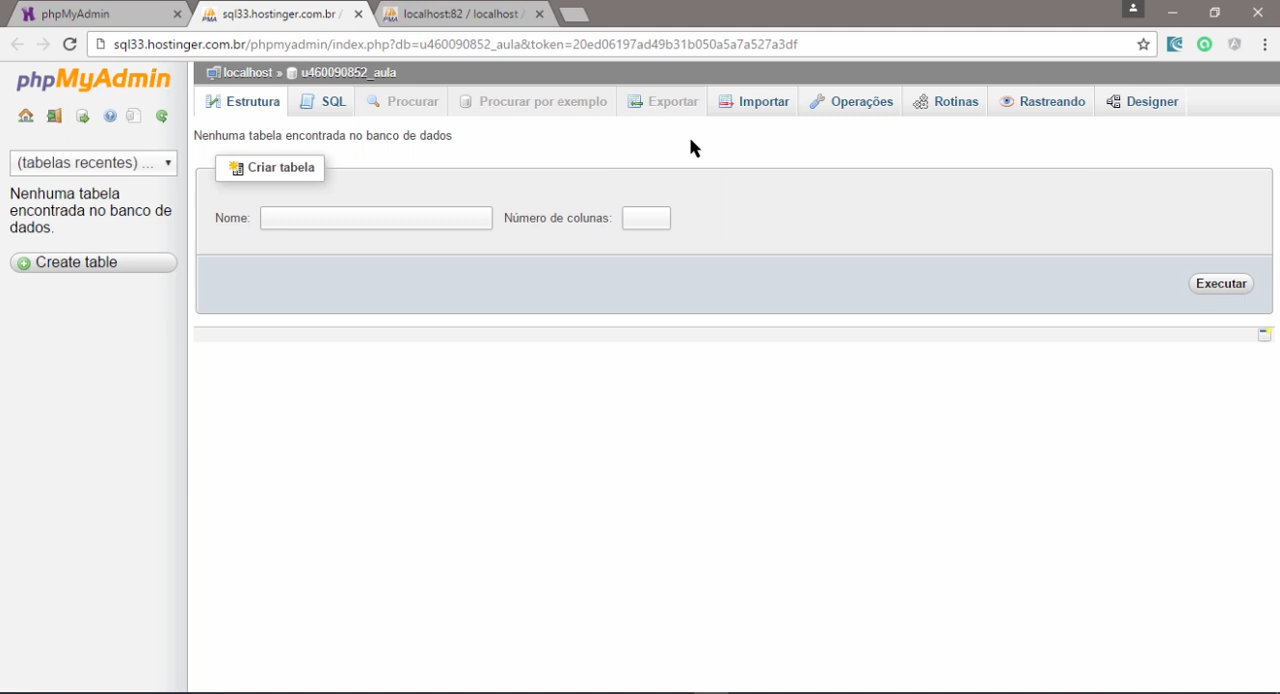 phpMyAdmin
sql33.hostinger.com.br /
localhost:82 / localhost /
sql33.hostinger.com.br/phpmyadmin/index.php?db=u460090852_aula&token=20ed06197ad49b31b050a5a7a527a3df
phpMyAdmin
localhost » u460090852_aula
Estrutura SQL Procurar Procurar por exemplo Exportar Importar Operações Rotinas Rastreando Designer
(tabelas recentes) ...
Nenhuma tabela
encontrada no banco de
dados.
Create table
Nenhuma tabela encontrada no banco de dados
Criar tabela
Nome: Número de colunas:
Executar